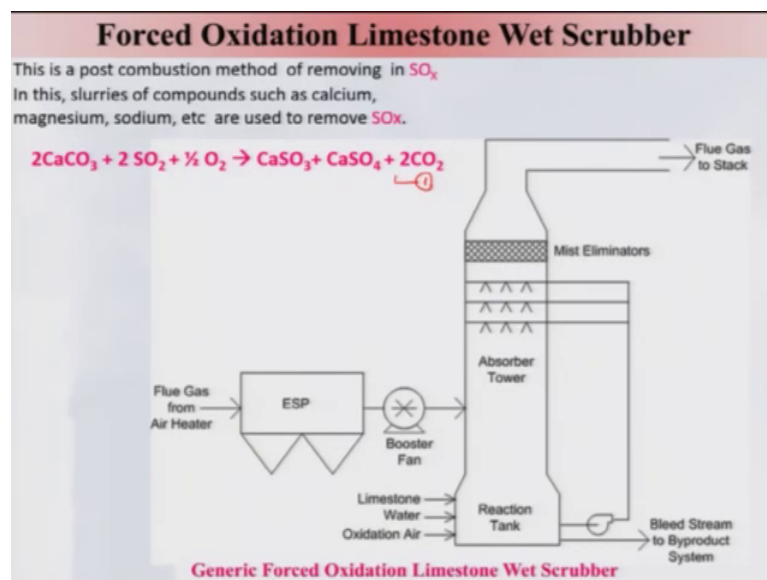 Forced Oxidation Limestone Wet Scrubber
This is a post combustion method of removing in SOₓ
In this, slurries of compounds such as calcium,
magnesium, sodium, etc are used to remove SOx.
2CaCO₃ + 2 SO₂ + ½ O₂ → CaSO₃+ CaSO₄ + 2CO₂
1
Flue Gas
to Stack
Mist Eliminators
Absorber
Tower
Flue Gas
from
Air Heater
ESP
Booster
Fan
Limestone
Water
Oxidation Air
Reaction
Tank
Bleed Stream
to Byproduct
System
Generic Forced Oxidation Limestone Wet Scrubber